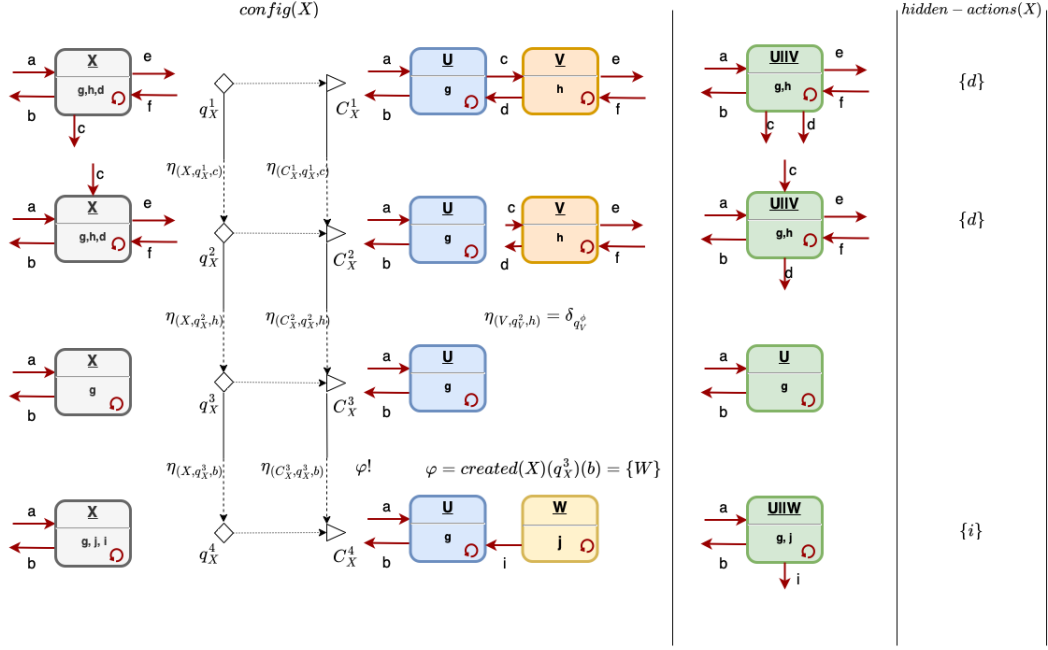 config(X)
hidden − actions(X)
a X e
g,h,d
b f
c
q_X^1
C_X^1
a U c V e
g h
b d f
a U||V e
g,h
b f
c d
{d}
η_(X,q_X^1,c)
η_(C_X^1,q_X^1,c)
c
a X e
g,h,d
b f
q_X^2
C_X^2
a U c V e
g h
b d f
c
a U||V e
g,h
b f
d
{d}
η_(X,q_X^2,h)
η_(C_X^2,q_X^2,h)
η_(V,q_V^2,h) = δ_{q_V^ϕ}
a X
g
b
q_X^3
C_X^3
a U
g
b
a U
g
b
η_(X,q_X^3,b)
η_(C_X^3,q_X^3,b)
φ!
φ = created(X)(q_X^3)(b) = {W}
a X
g, j, i
b
q_X^4
C_X^4
a U W
g j
b i
a U||W
g, j
b
i
{i}